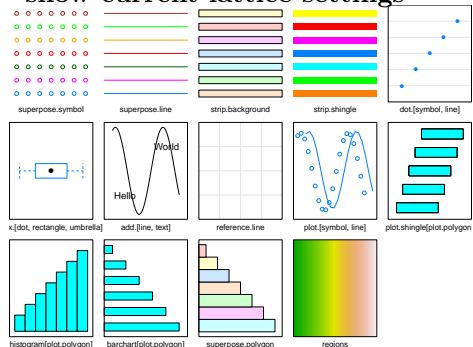 show current lattice settings
superpose.symbol
superpose.line
strip.background
strip.shingle
dot.[symbol, line]
World
Hello
x.[dot, rectangle, umbrella]
add.[line, text]
reference.line
plot.[symbol, line]
plot.shingle[plot.polygon
histogram[plot.polygon]
barchart[plot.polygon]
superpose.polygon
regions